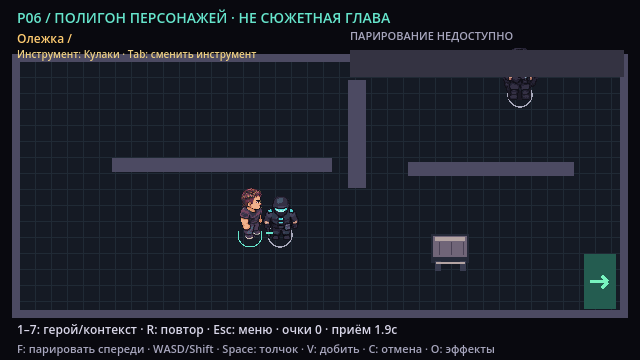 P06 / ПОЛИГОН ПЕРСОНАЖЕЙ · НЕ СЮЖЕТНАЯ ГЛАВА
Олежка /
ПАРИРОВАНИЕ НЕДОСТУПНО
Инструмент: Кулаки · Tab: сменить инструмент
1–7: герой/контекст · R: повтор · Esc: меню · очки 0 · приём 1.9с
F: парировать спереди · WASD/Shift · Space: толчок · V: добить · C: отмена · O: эффекты